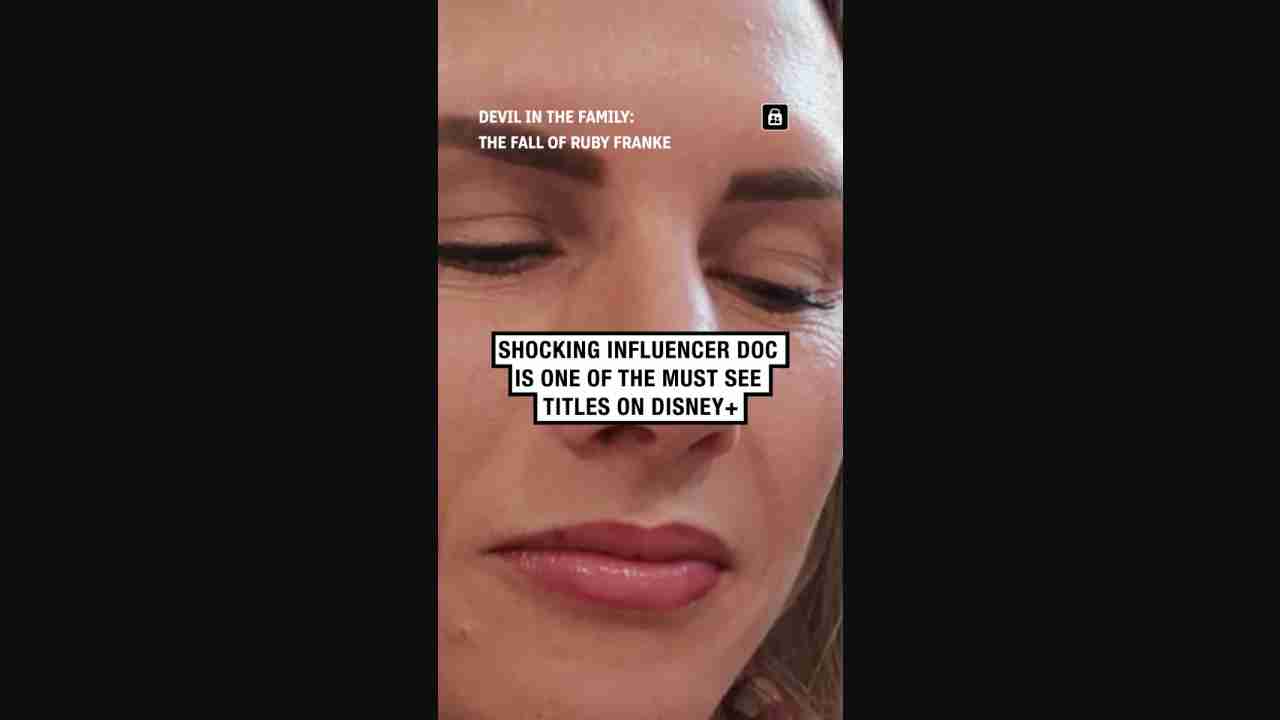 DEVIL IN THE FAMILY:
THE FALL OF RUBY FRANKE
SHOCKING INFLUENCER DOC
IS ONE OF THE MUST SEE
TITLES ON DISNEY+